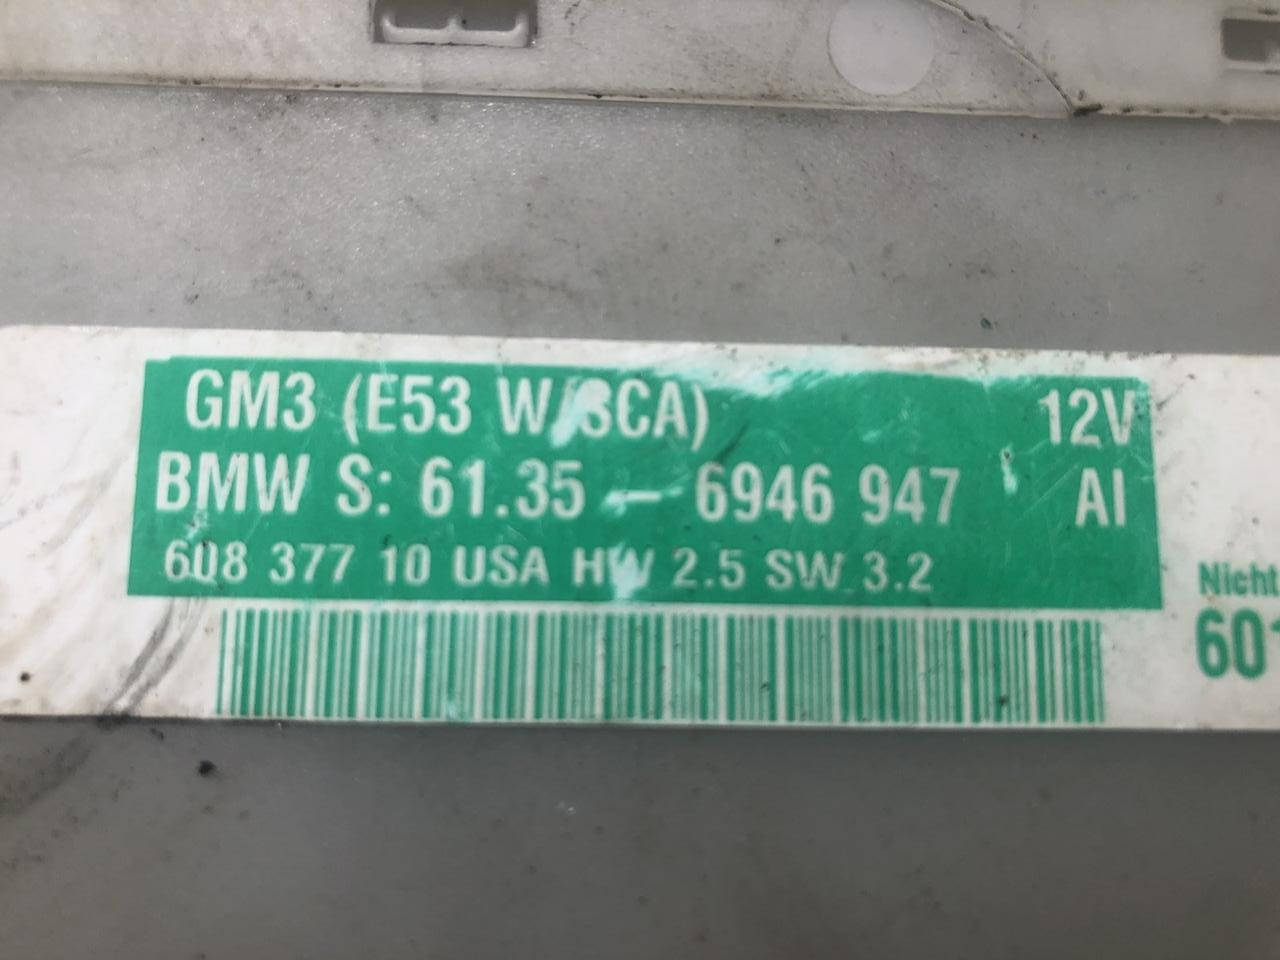 GM3 (E53 W/SCA) 12V
BMW S: 61.35 – 6946 947 AI
608 377 10 USA HW 2.5 SW 3.2
Nicht
60